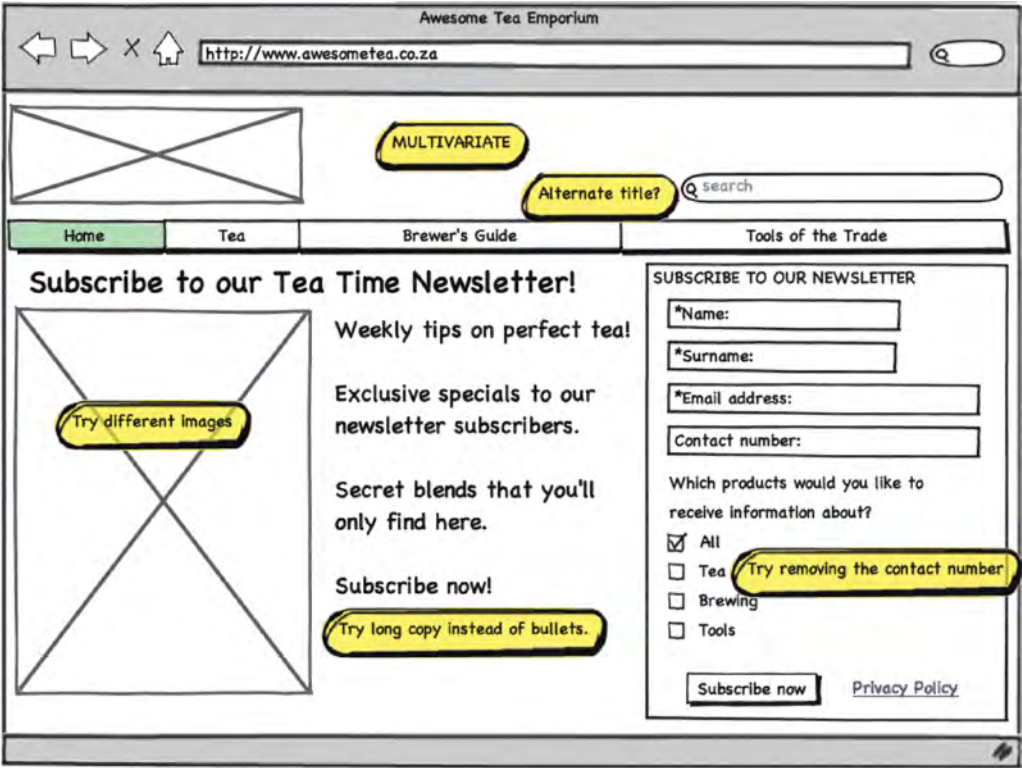 Awesome Tea Emporium
http://www.awesometea.co.za
MULTIVARIATE
Alternate title?
search
Home
Tea
Brewer's Guide
Tools of the Trade
Subscribe to our Tea Time Newsletter!
Try different images
Weekly tips on perfect tea!
Exclusive specials to our
newsletter subscribers.
Secret blends that you'll
only find here.
Subscribe now!
Try long copy instead of bullets.
SUBSCRIBE TO OUR NEWSLETTER
*Name:
*Surname:
*Email address:
Contact number:
Which products would you like to
receive information about?
All
Tea
Try removing the contact number
Brewing
Tools
Subscribe now
Privacy Policy